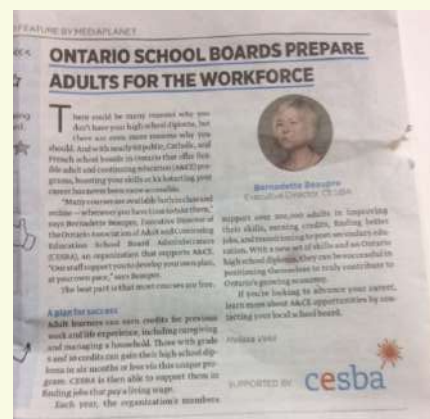 FEATURE BY MEDIAPLANET
ONTARIO SCHOOL BOARDS PREPARE
ADULTS FOR THE WORKFORCE
There could be many reasons why you
don't have your high school diploma, but
there are even more reasons why you
should. And with nearly 60 public, Catholic, and
French school boards in Ontario that offer flexi-
ble adult and continuing education (A&CE) pro-
grams, boosting your skills or kickstarting your
career has never been more accessible.
"Many courses are available both in class and
online — whenever you have time to take them,"
says Bernadette Beaupre, Executive Director of
the Ontario Association of Adult and Continuing
Education School Board Administrators
(CESBA), an organization that supports A&CE.
"Our staff support you to develop your own plan,
at your own pace," says Beaupre.
The best part is that most courses are free.
A plan for success
Adult learners can earn credits for previous
work and life experience, including caregiving
and managing a household. Those with grade
9 and 10 credits can gain their high school dip-
loma in six months or less via this unique pro-
gram. CESBA is then able to support them in
finding jobs that pay a living wage.
Each year, the organization's members
Bernadette Beaupre
Executive Director, CESBA
support over 100,000 adults in improving
their skills, earning credits, finding better
jobs, and transitioning to post-secondary edu-
cation. With a new set of skills and an Ontario
high school diploma, they can be successful in
positioning themselves to truly contribute to
Ontario's growing economy.
If you're looking to advance your career,
learn more about A&CE opportunities by con-
tacting your local school board.
Melissa
SUPPORTED BY
cesba